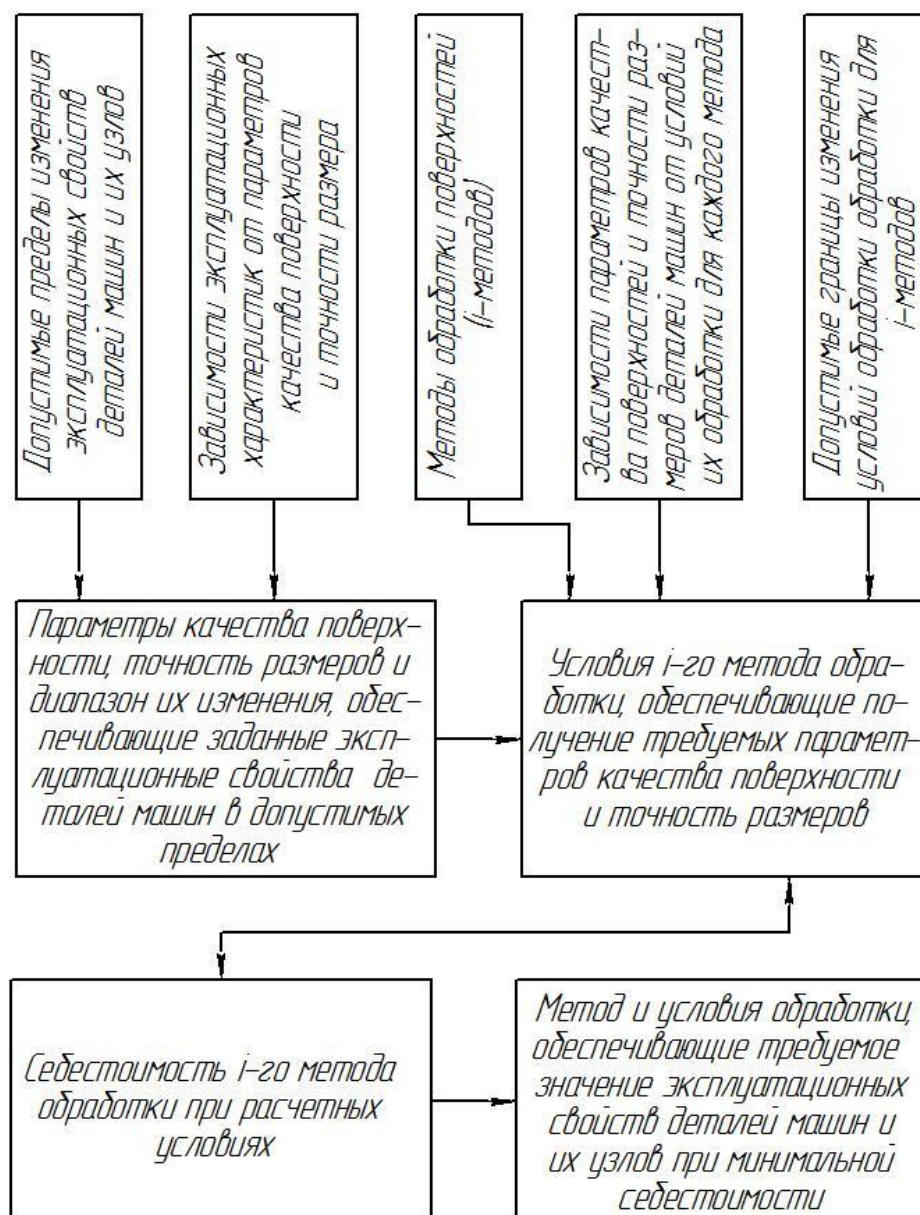 Допустимые пределы изменения
эксплуатационных свойств
деталей машин и их узлов
Зависимости эксплуатационных
характеристик от параметров
качества поверхности
и точности размера
Методы обработки поверхностей
(i-методов)
Зависимости параметров качест-
ва поверхностей и точности раз-
меров деталей машин от условий
их обработки для каждого метода
Допустимые границы изменения
условий обработки обработки для
i-методов
Параметры качества поверх-
ности, точность размеров и
диапазон их изменения, обес-
печивающие заданные экс-
плуатационные свойства де-
талей машин в допустимых
пределах
Условия i-го метода обра-
ботки, обеспечивающие по-
лучение требуемых парамет-
ров качества поверхности
и точность размеров
Себестоимость i-го метода
обработки при расчетных
условиях
Метод и условия обработки,
обеспечивающие требуемое
значение эксплуатационных
свойств деталей машин и
их узлов при минимальной
себестоимости